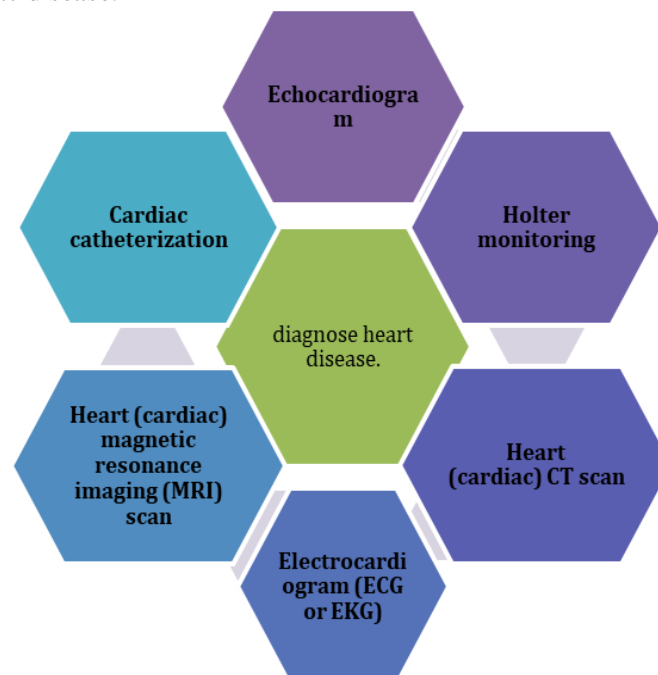 Echocardiogra
m
Cardiac
catheterization
Holter
monitoring
diagnose heart
disease.
Heart (cardiac)
magnetic
resonance
imaging (MRI)
scan
Heart
(cardiac) CT scan
Electrocardi
ogram (ECG
or EKG)